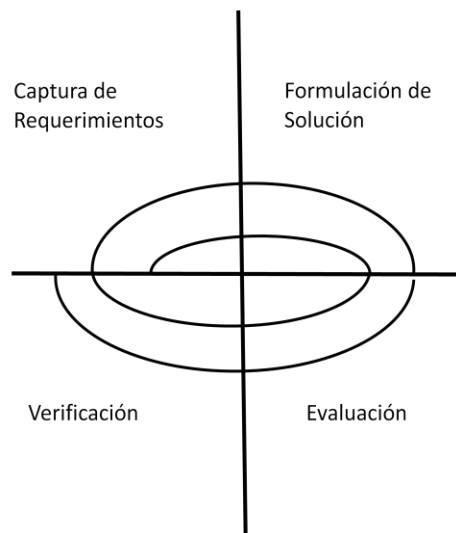 Captura de
Requerimientos
Formulación de
Solución
Verificación
Evaluación